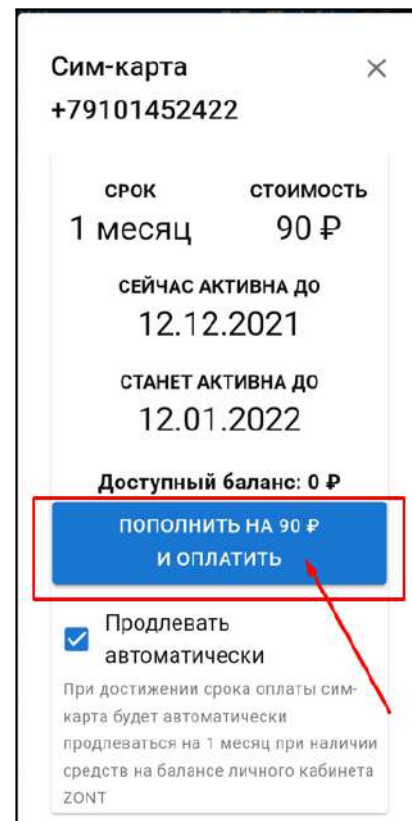 Сим-карта
+79101452422
СРОК СТОИМОСТЬ
1 месяц 90 ₽
СЕЙЧАС АКТИВНА ДО
12.12.2021
СТАНЕТ АКТИВНА ДО
12.01.2022
Доступный баланс: 0 ₽
ПОПОЛНИТЬ НА 90 ₽
И ОПЛАТИТЬ
Продлевать
автоматически
При достижении срока оплаты сим-
карта будет автоматически
продлеваться на 1 месяц при наличии
средств на балансе личного кабинета
ZONT